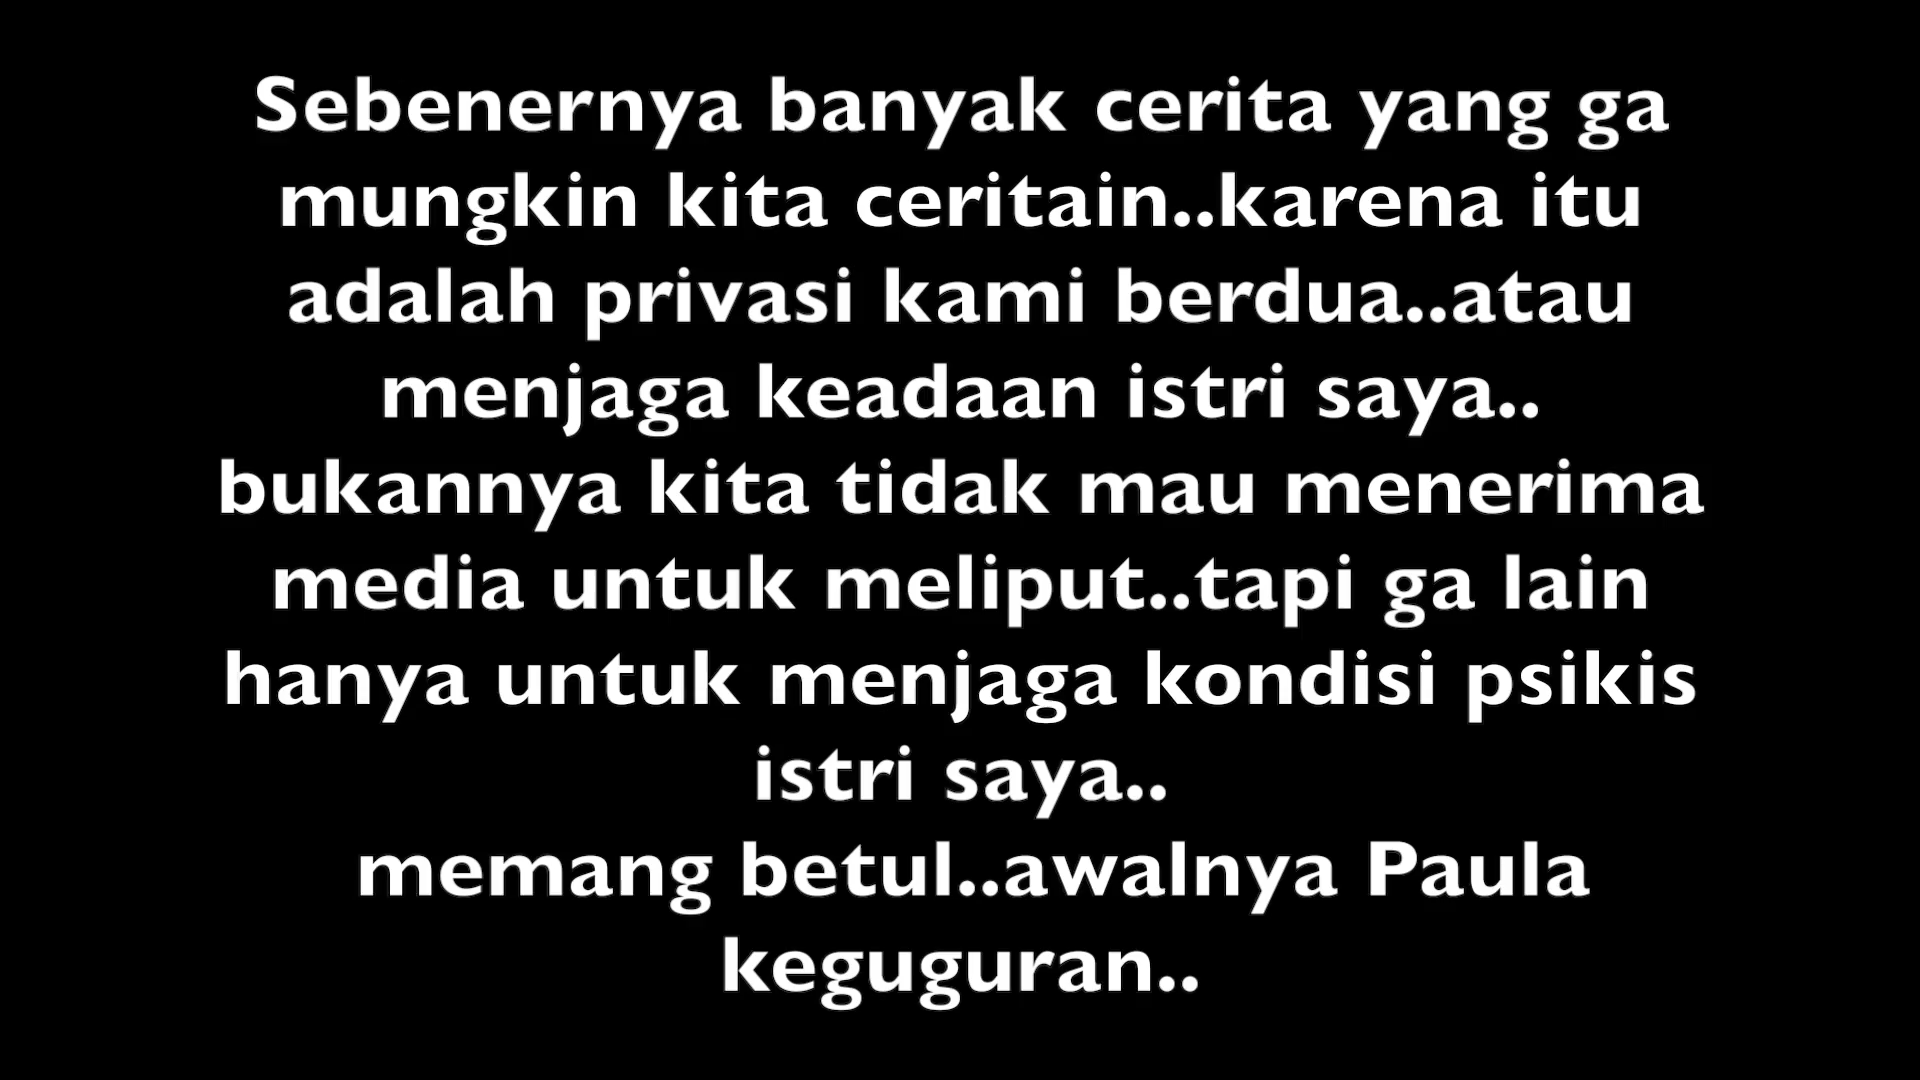 Sebenernya banyak cerita yang ga
mungkin kita ceritain..karena itu
adalah privasi kami berdua..atau
menjaga keadaan istri saya..
bukannya kita tidak mau menerima
media untuk meliput..tapi ga lain
hanya untuk menjaga kondisi psikis
istri saya..
memang betul..awalnya Paula
keguguran..